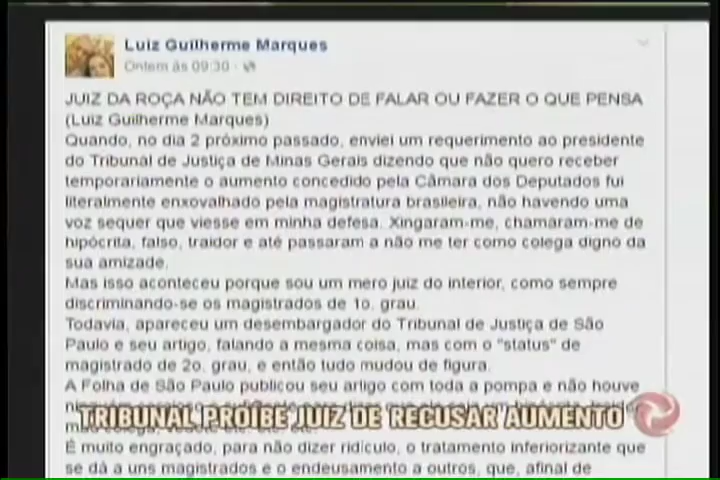 Luiz Guilherme Marques
Ontem às 09:30 ·
JUIZ DA ROÇA NÃO TEM DIREITO DE FALAR OU FAZER O QUE PENSA
(Luiz Guilherme Marques)
Quando, no dia 2 próximo passado, enviei um requerimento ao presidente
do Tribunal de Justiça de Minas Gerais dizendo que não quero receber
temporariamente o aumento concedido pela Câmara dos Deputados fui
literalmente enxovalhado pela magistratura brasileira, não havendo uma
voz sequer que viesse em minha defesa. Xingaram-me, chamaram-me de
hipócrita, falso, traidor e até passaram a não me ter como colega digno da
sua amizade.
Mas isso aconteceu porque sou um mero juiz do interior, como sempre
discriminando-se os magistrados de 1o. grau.
Todavia, apareceu um desembargador do Tribunal de Justiça de São
Paulo e seu artigo, falando a mesma coisa, mas com o "status" de
magistrado de 2o. grau, e então tudo mudou de figura.
A Folha de São Paulo publicou seu artigo com toda a pompa e não houve
TRIBUNAL PROÍBE JUIZ DE RECUSAR AUMENTO
É muito engraçado, para não dizer ridículo, o tratamento inferiorizante que
se dá a uns magistrados e o endeusamento a outros, que, afinal de